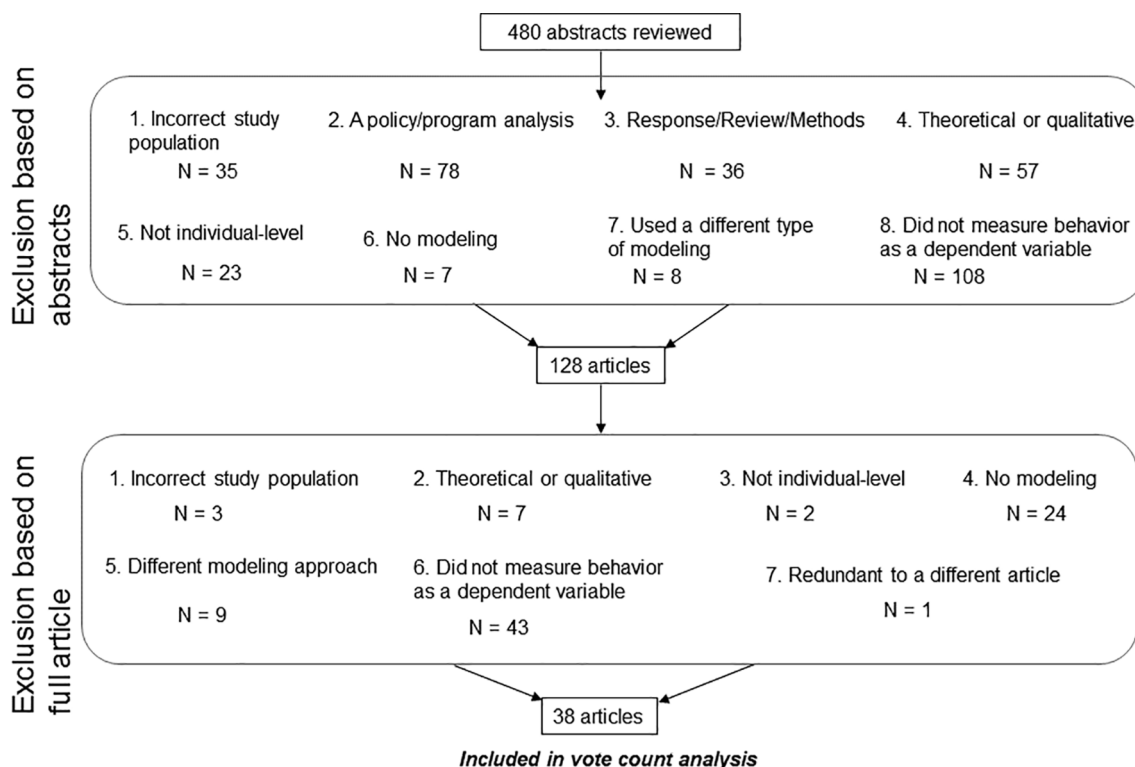 480 abstracts reviewed
Exclusion based on
abstracts
1. Incorrect study
population
N = 35
2. A policy/program analysis
N = 78
3. Response/Review/Methods
N = 36
4. Theoretical or qualitative
N = 57
5. Not individual-level
N = 23
6. No modeling
N = 7
7. Used a different type
of modeling
N = 8
8. Did not measure behavior
as a dependent variable
N = 108
128 articles
Exclusion based on
full article
1. Incorrect study population
N = 3
2. Theoretical or qualitative
N = 7
3. Not individual-level
N = 2
4. No modeling
N = 24
5. Different modeling approach
N = 9
6. Did not measure behavior
as a dependent variable
N = 43
7. Redundant to a different article
N = 1
38 articles
Included in vote count analysis